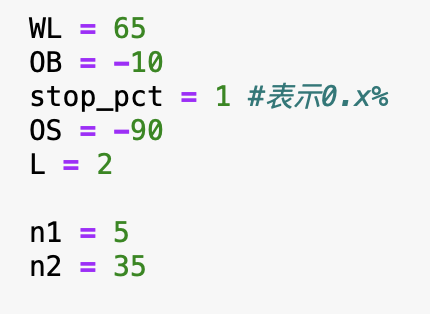 WL = 65
OB = -10
stop_pct = 1 #表示0.x%
OS = -90
L = 2
n1 = 5
n2 = 35